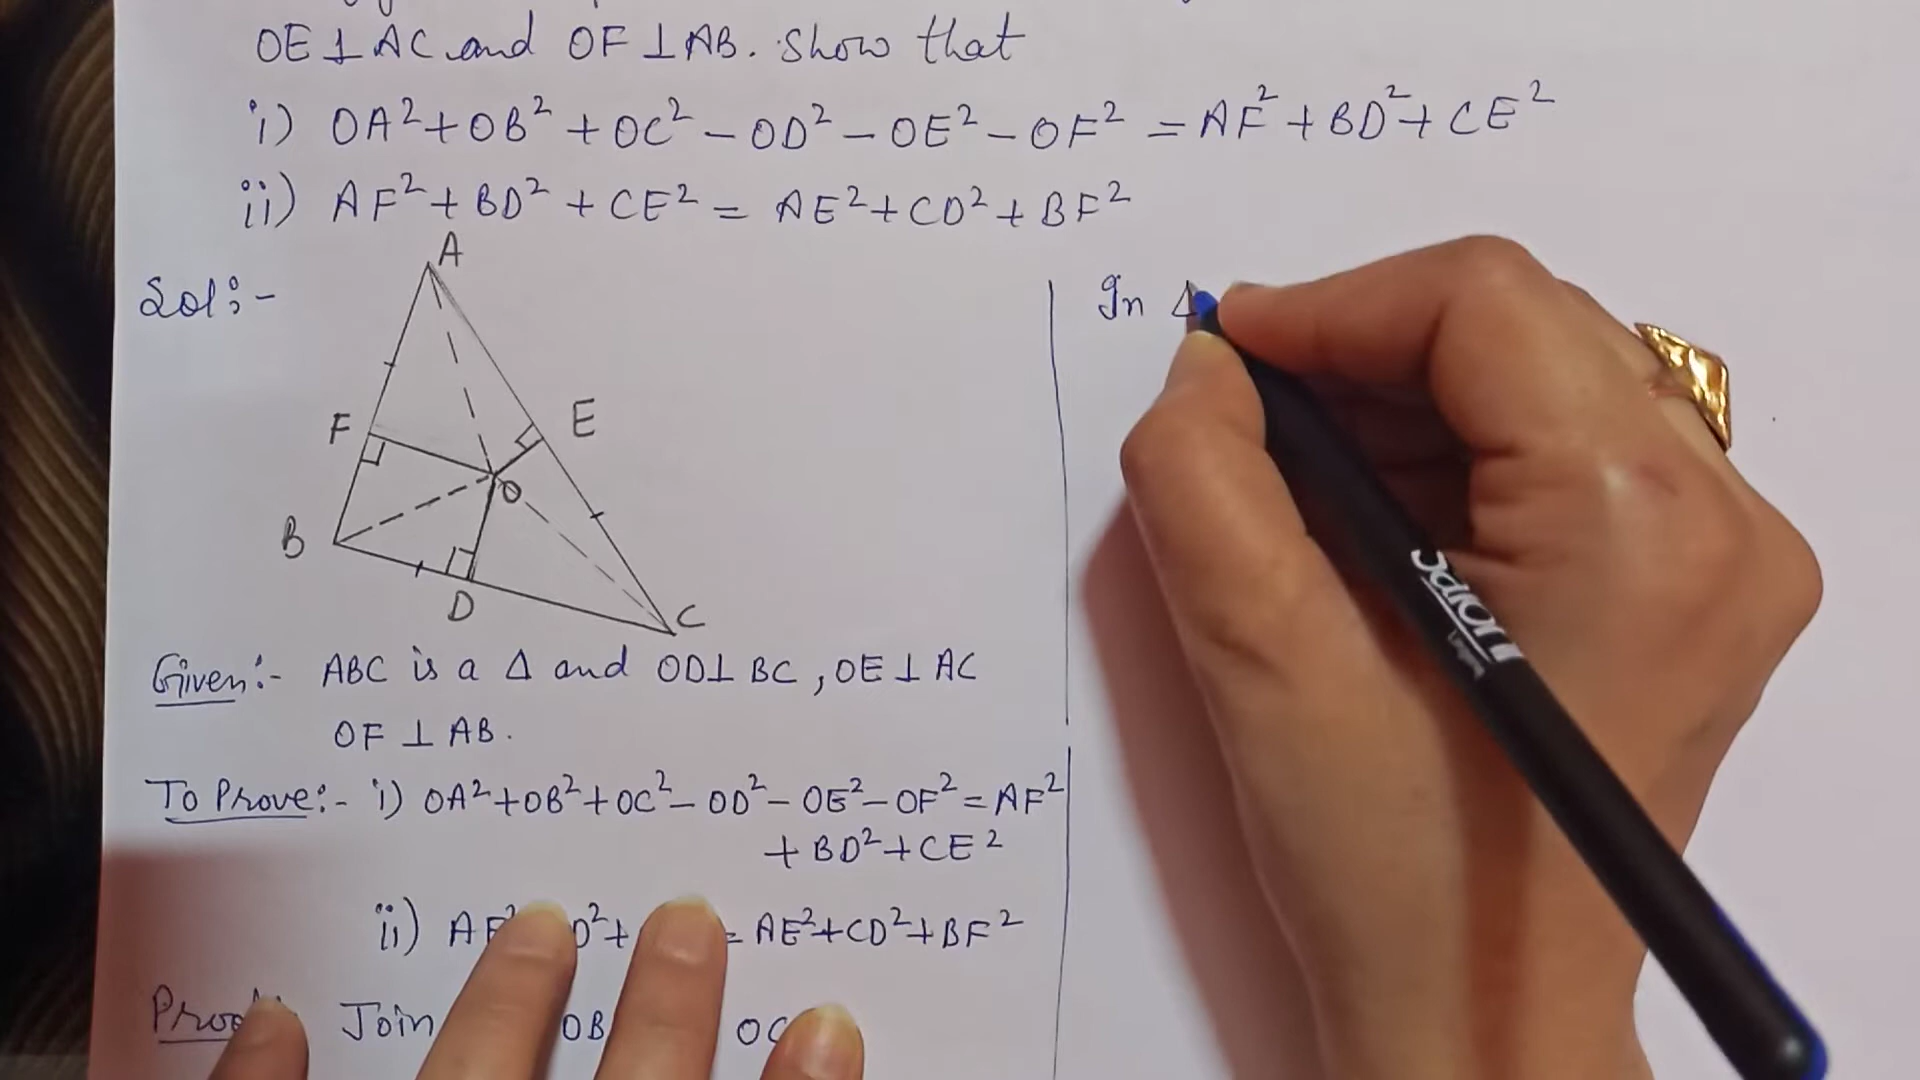 OE⊥AC and OF⊥AB. Show that
i) OA²+OB²+OC²−OD²−OE²−OF²=AF²+BD²+CE²
ii) AF²+BD²+CE²=AE²+CD²+BF²
Sol:-
A
F
E
O
B
D
C
Given:- ABC is a Δ and OD⊥BC, OE⊥AC
OF⊥AB.
To Prove:- i) OA²+OB²+OC²−OD²−OE²−OF²=AF²
+BD²+CE²
ii) =AE²+CD²+BF²
Join OB
In Δ